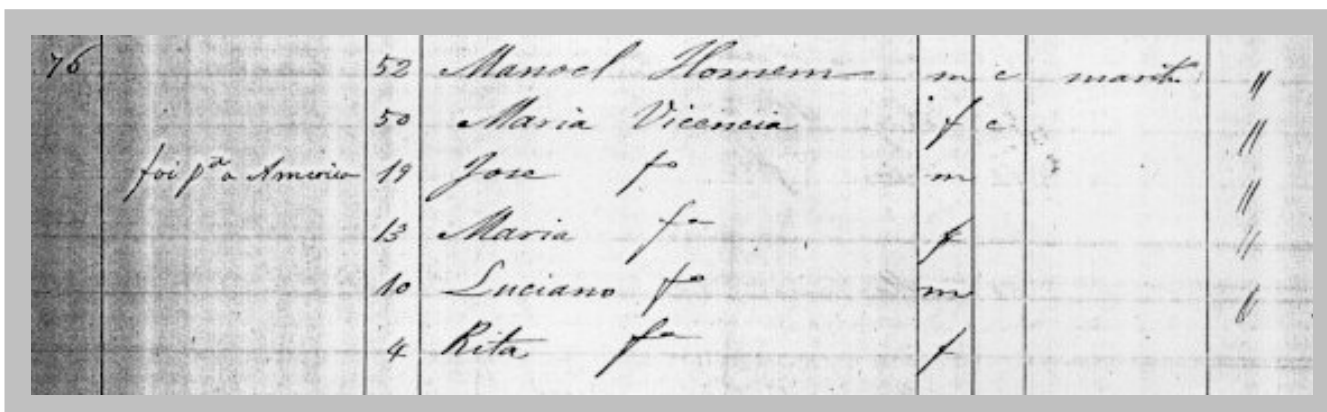 76 52 Manoel Homem m c marit. "
50 Maria Vicencia f c "
foi pª a America 19 Jose fº m "
13 Maria fª f "
10 Luciano fº m "
4 Rita fª f